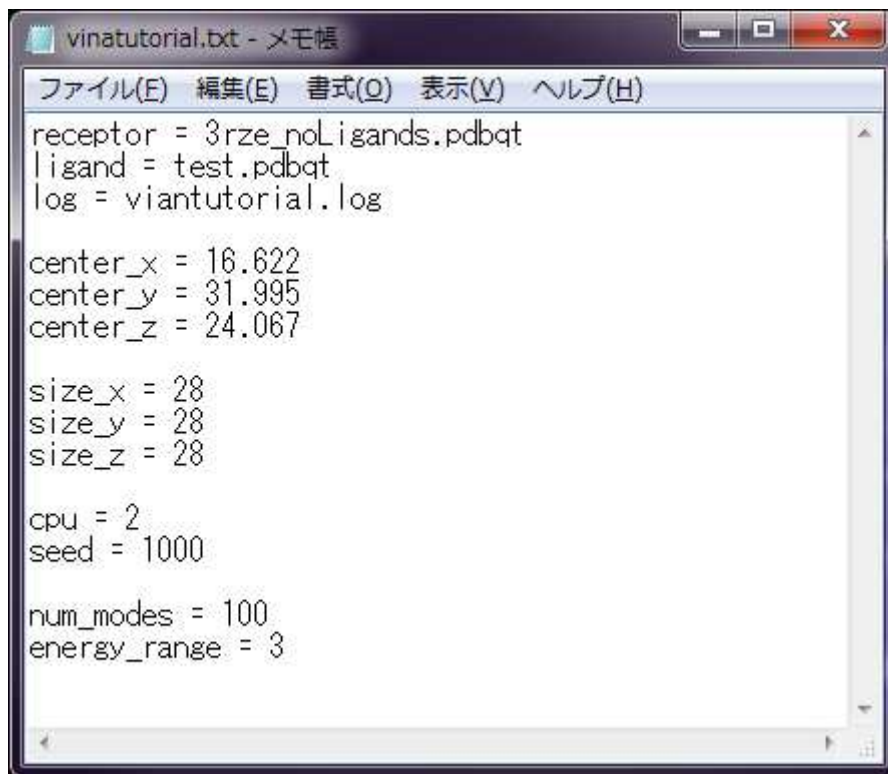 vinatutorial.txt - メモ帳
ファイル(F) 編集(E) 書式(O) 表示(V) ヘルプ(H)
receptor = 3rze_noLigands.pdbqt
ligand = test.pdbqt
log = viantutorial.log
center_x = 16.622
center_y = 31.995
center_z = 24.067
size_x = 28
size_y = 28
size_z = 28
cpu = 2
seed = 1000
num_modes = 100
energy_range = 3